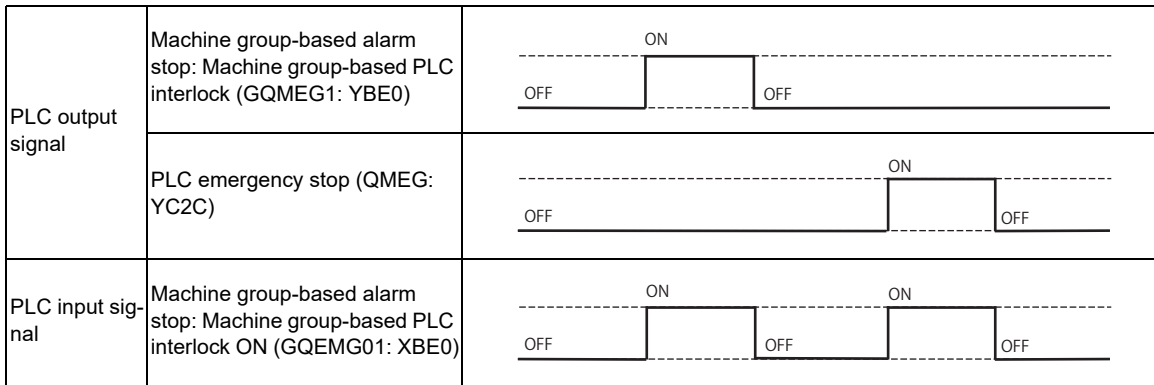 PLC output
signal
Machine group-based alarm
stop: Machine group-based PLC
interlock (GQMEG1: YBE0)
ON
OFF
OFF
PLC emergency stop (QMEG:
YC2C)
ON
OFF
OFF
PLC input sig-
nal
Machine group-based alarm
stop: Machine group-based PLC
interlock ON (GQEMG01: XBE0)
ON
ON
OFF
OFF
OFF